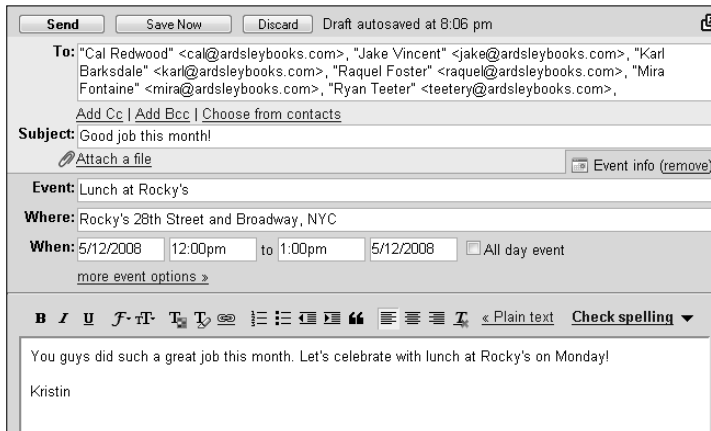 Send Save Now Discard Draft autosaved at 8:06 pm
To: "Cal Redwood" <cal@ardsleybooks.com>, "Jake Vincent" <jake@ardsleybooks.com>, "Karl
Barksdale" <karl@ardsleybooks.com>, "Raquel Foster" <raquel@ardsleybooks.com>, "Mira
Fontaine" <mira@ardsleybooks.com>, "Ryan Teeter" <teetery@ardsleybooks.com>,
Add Cc | Add Bcc | Choose from contacts
Subject: Good job this month!
Attach a file
Event info (remove)
Event: Lunch at Rocky's
Where: Rocky's 28th Street and Broadway, NYC
When: 5/12/2008 12:00pm to 1:00pm 5/12/2008 All day event
more event options »
B I U « Plain text Check spelling
You guys did such a great job this month. Let's celebrate with lunch at Rocky's on Monday!
Kristin